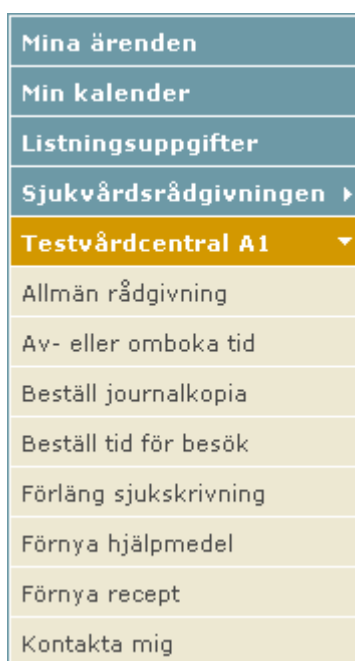 Mina ärenden
Min kalender
Listningsuppgifter
Sjukvårdsrådgivningen
Testvårdcentral A1
Allmän rådgivning
Av- eller omboka tid
Beställ journalkopia
Beställ tid för besök
Förläng sjukskrivning
Förnya hjälpmedel
Förnya recept
Kontakta mig